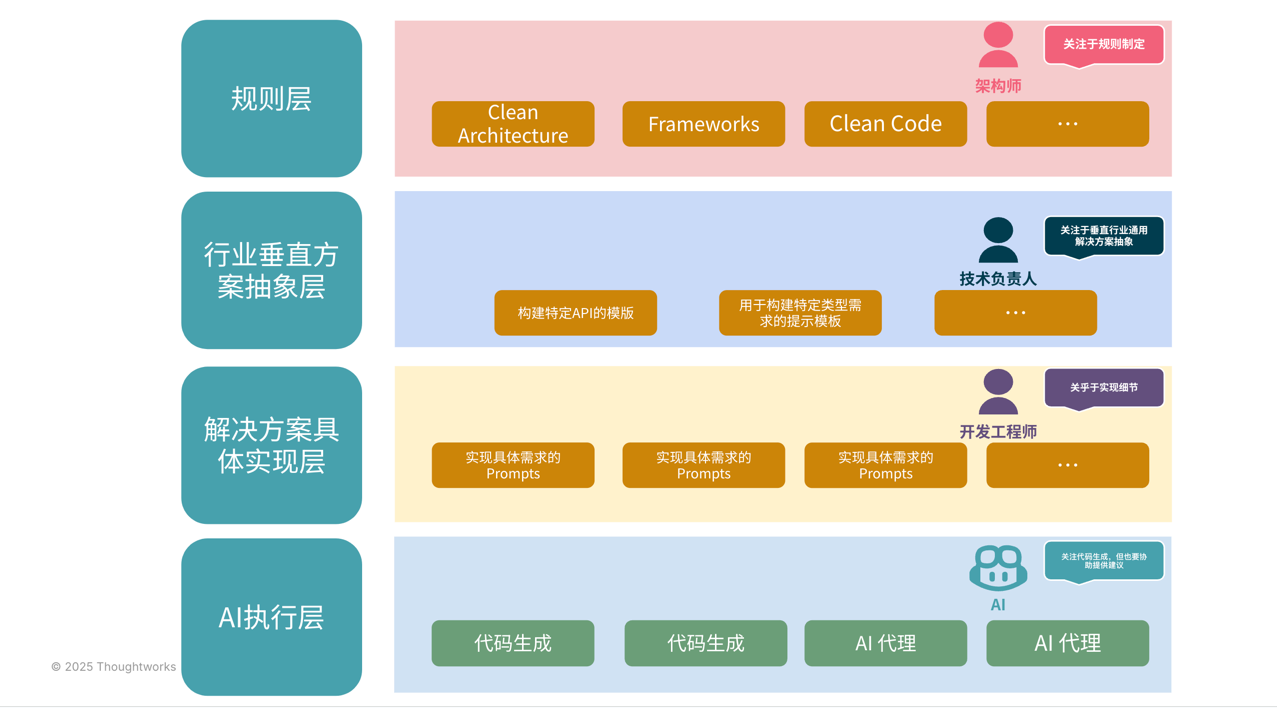 规则层
关注于规则制定
架构师
Clean
Architecture
Frameworks
Clean Code
...
行业垂直方
案抽象层
关注于垂直行业通用
解决方案抽象
技术负责人
构建特定API的模版
用于构建特定类型需
求的提示模板
...
解决方案具
体实现层
关乎于实现细节
开发工程师
实现具体需求的
Prompts
实现具体需求的
Prompts
实现具体需求的
Prompts
...
AI执行层
关注代码生成，但也要协
助提供建议
AI
代码生成
代码生成
AI 代理
AI 代理
© 2025 Thoughtworks